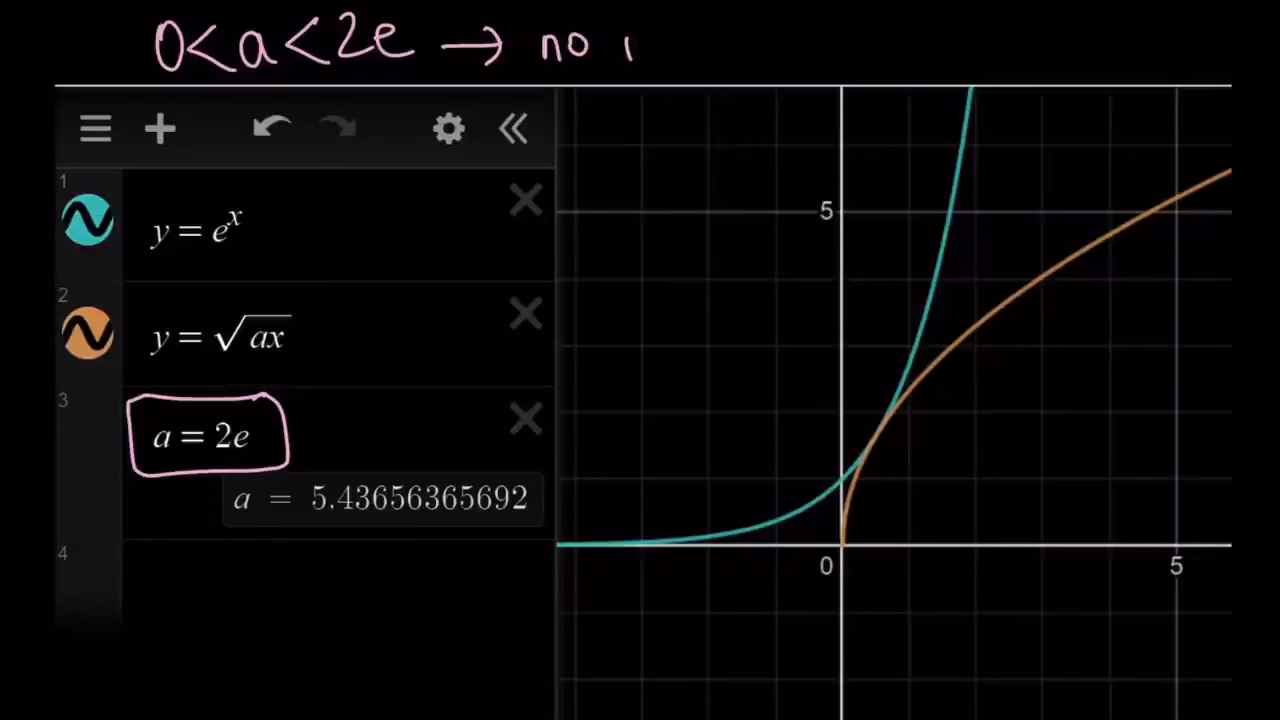 0<a<2e → no
1
y = e^x
2
y = √ax
3
a = 2e
a = 5.43656365692
4
5
0
5